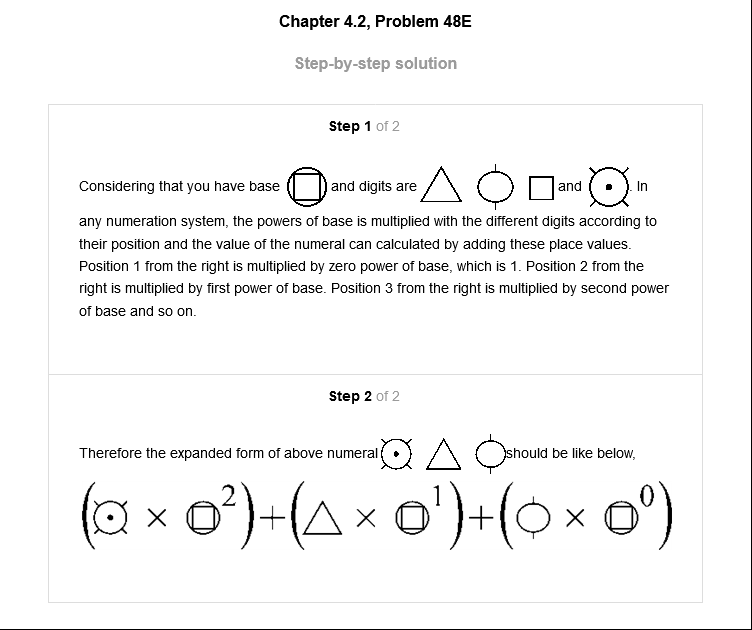 Chapter 4.2, Problem 48E
Step-by-step solution
Step 1 of 2
Considering that you have base and digits are and . In
any numeration system, the powers of base is multiplied with the different digits according to
their position and the value of the numeral can calculated by adding these place values.
Position 1 from the right is multiplied by zero power of base, which is 1. Position 2 from the
right is multiplied by first power of base. Position 3 from the right is multiplied by second power
of base and so on.
Step 2 of 2
Therefore the expanded form of above numeral should be like below,
( × ²)+( × ¹)+( × ⁰)